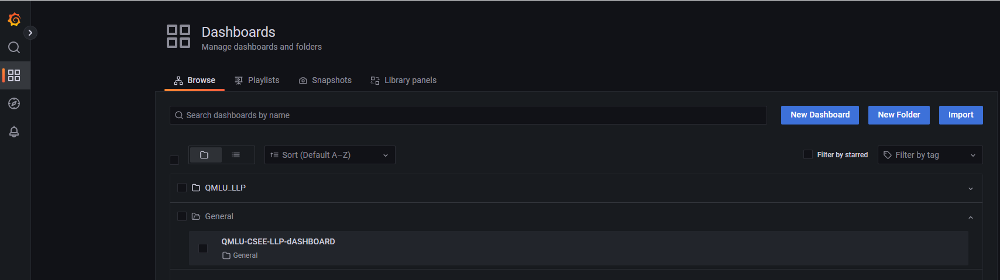 Dashboards
Manage dashboards and folders
Browse Playlists Snapshots Library panels
Search dashboards by name New Dashboard New Folder Import
Sort (Default A–Z) Filter by starred Filter by tag
QMLU_LLP
General
QMLU-CSEE-LLP-dASHBOARD
General